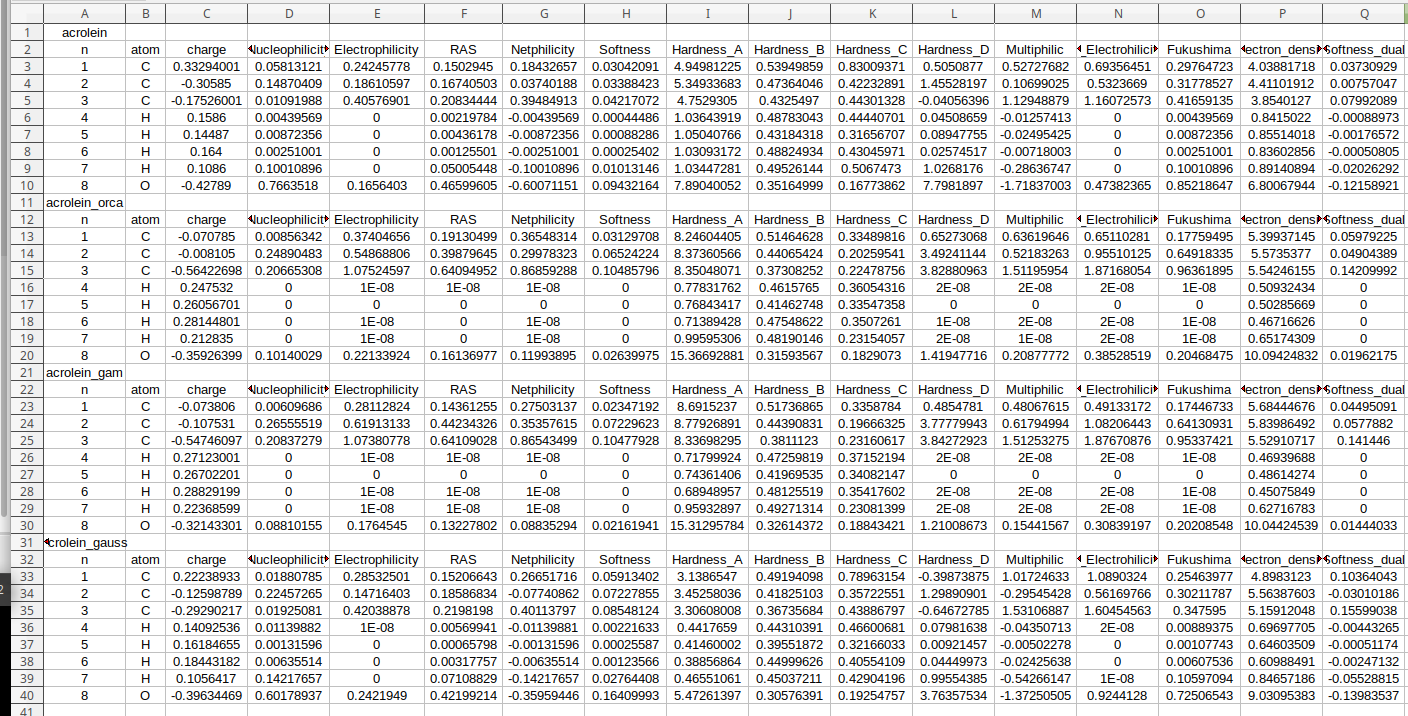 A B C D E F G H I J K L M N O P Q
1 acrolein
2 n atom charge Nucleophilicit Electrophilicity RAS Netphilicity Softness Hardness_A Hardness_B Hardness_C Hardness_D Multiphilic _Electrohilici Fukushima lectron_densi Softness_dual
3 1 C 0.33294001 0.05813121 0.24245778 0.1502945 0.18432657 0.03042091 4.94981225 0.53949859 0.83009371 0.5050877 0.52727682 0.69356451 0.29764723 4.03881718 0.03730929
4 2 C -0.30585 0.14870409 0.18610597 0.16740503 0.03740188 0.03388423 5.34933683 0.47364046 0.42232891 1.45528197 0.10699025 0.5323669 0.31778527 4.41101912 0.00757047
5 3 C -0.17526001 0.01091988 0.40576901 0.20834444 0.39484913 0.04217072 4.7529305 0.4325497 0.44301328 -0.04056396 1.12948879 1.16072573 0.41659135 3.8540127 0.07992089
6 4 H 0.1586 0.00439569 0 0.00219784 -0.00439569 0.00044486 1.03643919 0.48783043 0.44440701 0.04508659 -0.01257413 0 0.00439569 0.8415022 -0.00088973
7 5 H 0.14487 0.00872356 0 0.00436178 -0.00872356 0.00088286 1.05040766 0.43184318 0.31656707 0.08947755 -0.02495425 0 0.00872356 0.85514018 -0.00176572
8 6 H 0.164 0.00251001 0 0.00125501 -0.00251001 0.00025402 1.03093172 0.48824934 0.43045971 0.02574517 -0.00718003 0 0.00251001 0.83602856 -0.00050805
9 7 H 0.1086 0.10010896 0 0.05005448 -0.10010896 0.01013146 1.03447281 0.49526144 0.5067473 1.0268176 -0.28636747 0 0.10010896 0.89140894 -0.02026292
10 8 O -0.42789 0.7663518 0.1656403 0.46599605 -0.60071151 0.09432164 7.89040052 0.35164999 0.16773862 7.7981897 -1.71837003 0.47382365 0.85218647 6.80067944 -0.12158921
11 acrolein_orca
12 n atom charge Nucleophilicit Electrophilicity RAS Netphilicity Softness Hardness_A Hardness_B Hardness_C Hardness_D Multiphilic _Electrohilici Fukushima lectron_densi Softness_dual
13 1 C -0.070785 0.00856342 0.37404656 0.19130499 0.36548314 0.03129708 8.24604405 0.51464628 0.33489816 0.65273068 0.63619646 0.65110281 0.17759495 5.39937145 0.05979225
14 2 C -0.008105 0.24890483 0.54868806 0.39879645 0.29978323 0.06524224 8.37360566 0.44065424 0.20259541 3.49241144 0.52183263 0.95510125 0.64918335 5.5735377 0.04904389
15 3 C -0.56422698 0.20665308 1.07524597 0.64094952 0.86859288 0.10485796 8.35048071 0.37308252 0.22478756 3.82880963 1.51195954 1.87168054 0.96361895 5.54246155 0.14209992
16 4 H 0.247532 0 1E-08 1E-08 1E-08 0 0.77831762 0.4615765 0.36054316 2E-08 2E-08 2E-08 1E-08 0.50932434 0
17 5 H 0.26056701 0 0 0 0 0 0.76843417 0.41462748 0.33547358 0 0 0 0 0.50285669 0
18 6 H 0.28144801 0 1E-08 0 1E-08 0 0.71389428 0.47548622 0.3507261 1E-08 2E-08 2E-08 1E-08 0.46716626 0
19 7 H 0.212835 0 1E-08 0 1E-08 0 0.99595306 0.48190146 0.23154057 2E-08 1E-08 2E-08 1E-08 0.65174309 0
20 8 O -0.35926399 0.10140029 0.22133924 0.16136977 0.11993895 0.02639975 15.36692881 0.31593567 0.1829073 1.41947716 0.20877772 0.38528519 0.20468475 10.09424832 0.01962175
21 acrolein_gam
22 n atom charge Nucleophilicit Electrophilicity RAS Netphilicity Softness Hardness_A Hardness_B Hardness_C Hardness_D Multiphilic _Electrohilici Fukushima lectron_densi Softness_dual
23 1 C -0.073806 0.00609686 0.28112824 0.14361255 0.27503137 0.02347192 8.6915237 0.51736865 0.3358784 0.4854781 0.48067615 0.49133172 0.17446733 5.68444676 0.04495091
24 2 C -0.107531 0.26555519 0.61913133 0.44234326 0.35357615 0.07229623 8.77926891 0.44390831 0.19666325 3.77779943 0.61794994 1.08206443 0.64130931 5.83986492 0.0577882
25 3 C -0.54746097 0.20837279 1.07380778 0.64109028 0.86543499 0.10477928 8.33698295 0.3811123 0.23160617 3.84272923 1.51253275 1.87670876 0.95337421 5.52910717 0.141446
26 4 H 0.27123001 0 1E-08 1E-08 1E-08 0 0.71799924 0.47259819 0.37152194 2E-08 2E-08 2E-08 1E-08 0.46939688 0
27 5 H 0.26702201 0 0 0 0 0 0.74361406 0.41969535 0.34082147 0 0 0 0 0.48614274 0
28 6 H 0.28829199 0 1E-08 1E-08 1E-08 0 0.68948957 0.48125519 0.35417602 2E-08 2E-08 2E-08 1E-08 0.45075849 0
29 7 H 0.22368599 0 1E-08 1E-08 1E-08 0 0.95932897 0.49271314 0.23081399 2E-08 2E-08 2E-08 1E-08 0.62716783 0
30 8 O -0.32143301 0.08810155 0.1764545 0.13227802 0.08835294 0.02161941 15.31295784 0.32614372 0.18843421 1.21008673 0.15441567 0.30839197 0.20208548 10.04424539 0.01444033
31 crolein_gauss
32 n atom charge Nucleophilicit Electrophilicity RAS Netphilicity Softness Hardness_A Hardness_B Hardness_C Hardness_D Multiphilic _Electrohilici Fukushima lectron_densi Softness_dual
33 1 C 0.22238933 0.01880785 0.28532501 0.15206643 0.26651716 0.05913402 3.1386547 0.49194098 0.78963154 -0.39873875 1.01724633 1.0890324 0.25463977 4.8983123 0.10364043
34 2 C -0.12598789 0.22457265 0.14716403 0.18586834 -0.07740862 0.07227855 3.45258036 0.41825103 0.35722551 1.29890901 -0.29545428 0.56169766 0.30211787 5.56387603 -0.03010186
35 3 C -0.29290217 0.01925081 0.42038878 0.2198198 0.40113797 0.08548124 3.30608008 0.36735684 0.43886797 -0.64672785 1.53106887 1.60454563 0.347595 5.15912048 0.15599038
36 4 H 0.14092536 0.01139882 1E-08 0.00569941 -0.01139881 0.00221633 0.4417659 0.44310391 0.46600681 0.07981638 -0.04350713 2E-08 0.00889375 0.69697705 -0.00443265
37 5 H 0.16184655 0.00131596 0 0.00065798 -0.00131596 0.00025587 0.41460002 0.39551872 0.32166033 0.00921457 -0.00502278 0 0.00107743 0.64603509 -0.00051174
38 6 H 0.18443182 0.00635514 0 0.00317757 -0.00635514 0.00123566 0.38856864 0.44999626 0.40554109 0.04449973 -0.02425638 0 0.00607536 0.60988491 -0.00247132
39 7 H 0.1056417 0.14217657 0 0.07108829 -0.14217657 0.02764408 0.46551061 0.45037211 0.42904196 0.99554385 -0.54266147 1E-08 0.10597094 0.84657186 -0.05528815
40 8 O -0.39634469 0.60178937 0.2421949 0.42199214 -0.35959446 0.16409993 5.47261397 0.30576391 0.19254757 3.76357534 -1.37250505 0.9244128 0.72506543 9.03095383 -0.13983537
41